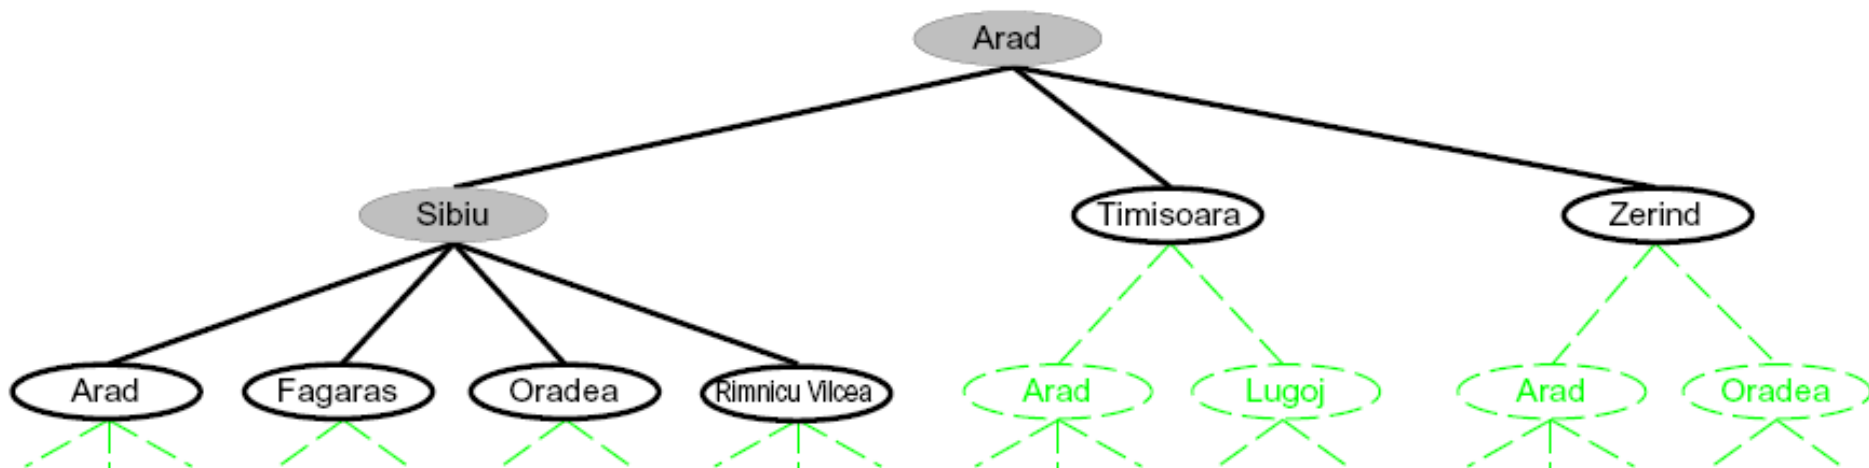 Arad
Sibiu
Timisoara
Zerind
Arad
Fagaras
Oradea
Rimnicu Vilcea
Arad
Lugoj
Arad
Oradea